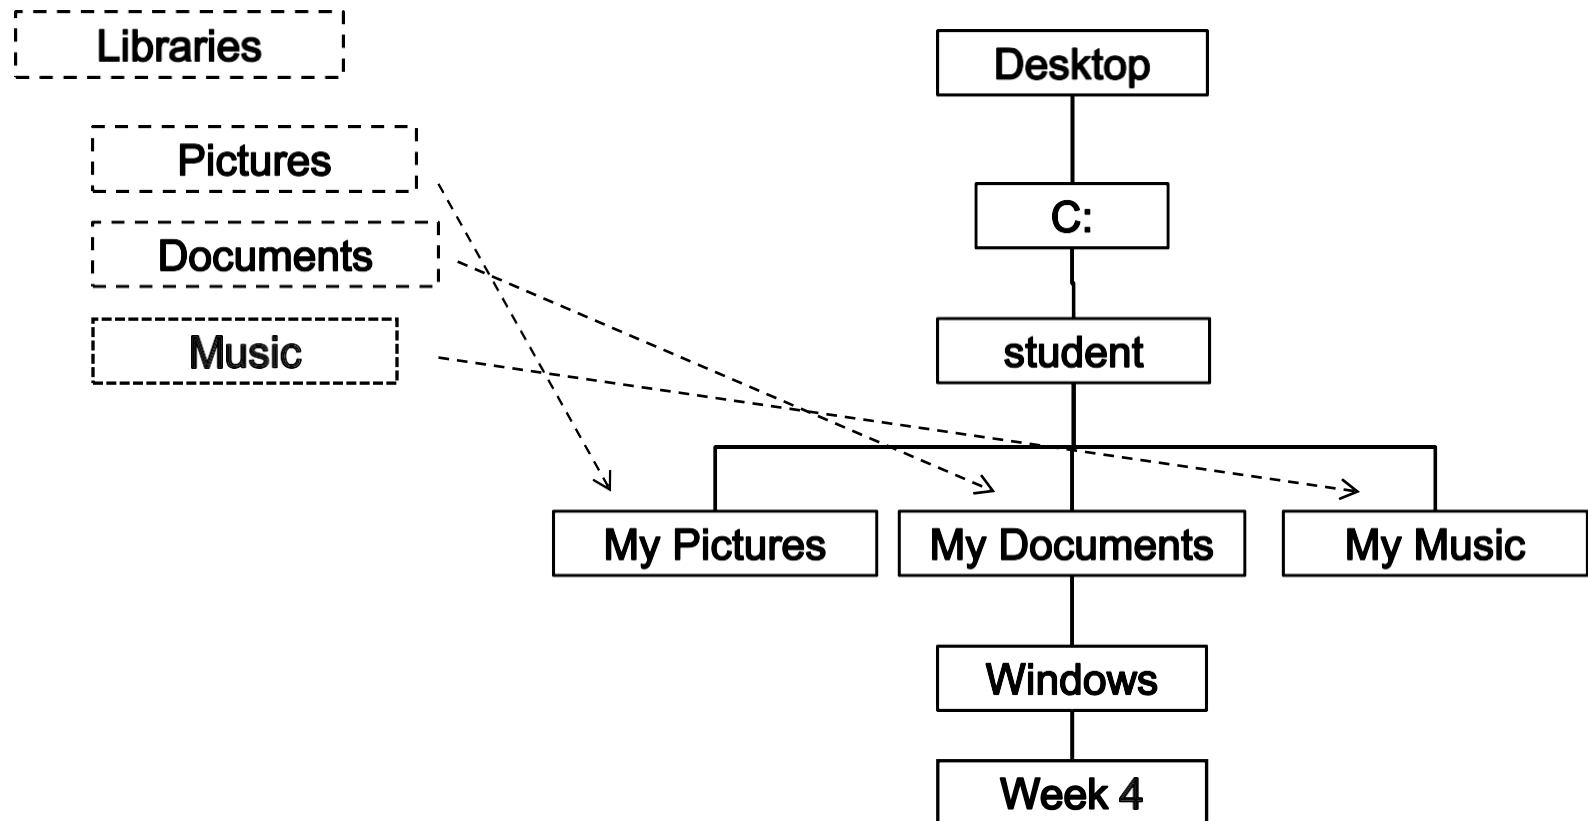 Libraries
Desktop
Pictures
C:
Documents
Music
student
My Pictures
My Documents
My Music
Windows
Week 4